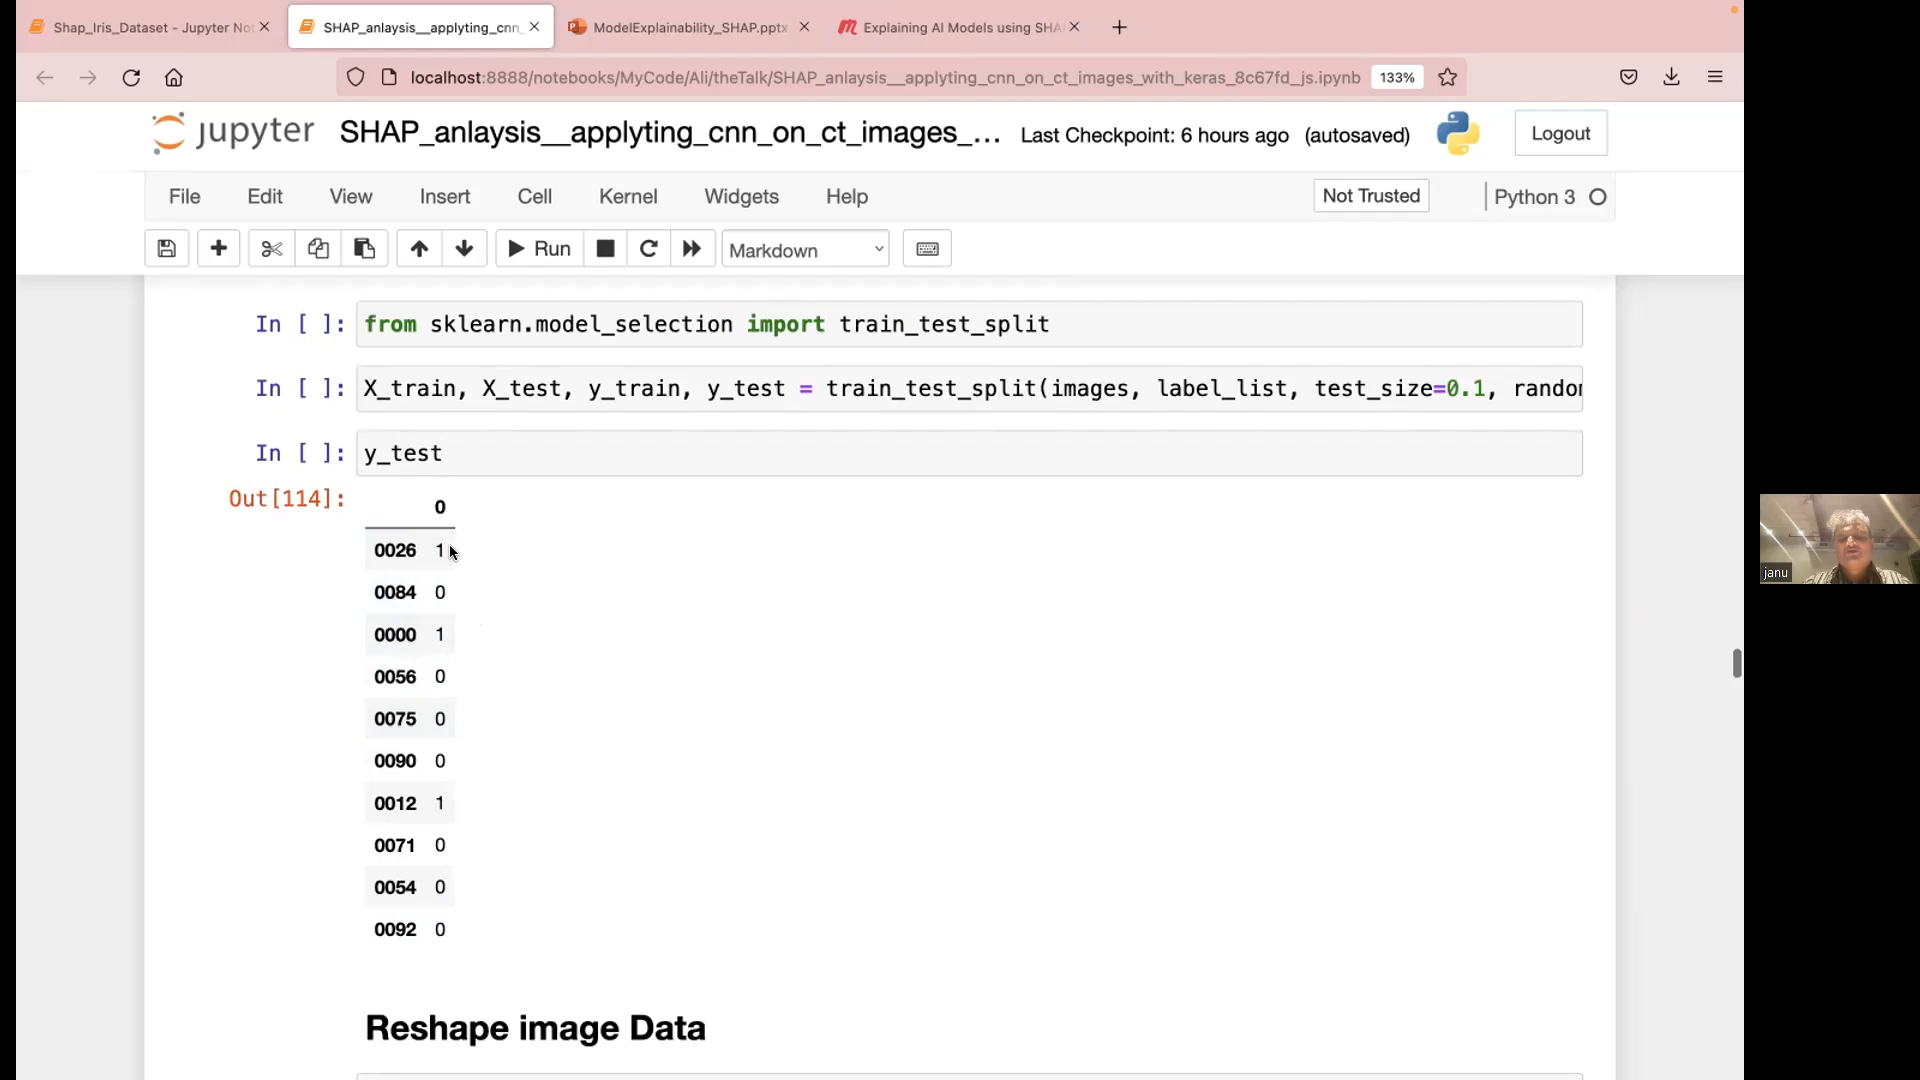 Shap_Iris_Dataset - Jupyter No
SHAP_anlaysis__applyting_cnn_
ModelExplainability_SHAP.pptx
Explaining AI Models using SHA
localhost:8888/notebooks/MyCode/Ali/theTalk/SHAP_anlaysis__applyting_cnn_on_ct_images_with_keras_8c67fd_js.ipynb
133%
jupyter SHAP_anlaysis__applyting_cnn_on_ct_images_... Last Checkpoint: 6 hours ago (autosaved)
Logout
File Edit View Insert Cell Kernel Widgets Help
Not Trusted
Python 3
Run
Markdown
In [ ]: from sklearn.model_selection import train_test_split
In [ ]: X_train, X_test, y_train, y_test = train_test_split(images, label_list, test_size=0.1, random
In [ ]: y_test
Out[114]:
0
0026 1
0084 0
0000 1
0056 0
0075 0
0090 0
0012 1
0071 0
0054 0
0092 0
Reshape image Data
janu